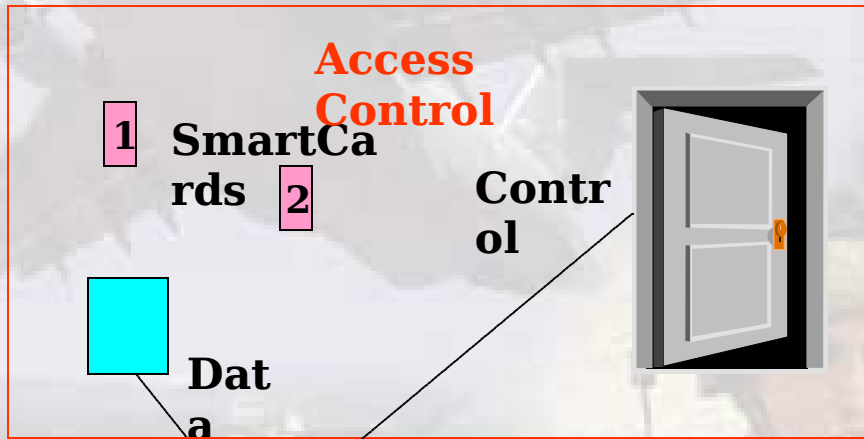 Access
Control
1
SmartCa
rds
2
Contr
ol
Dat
a